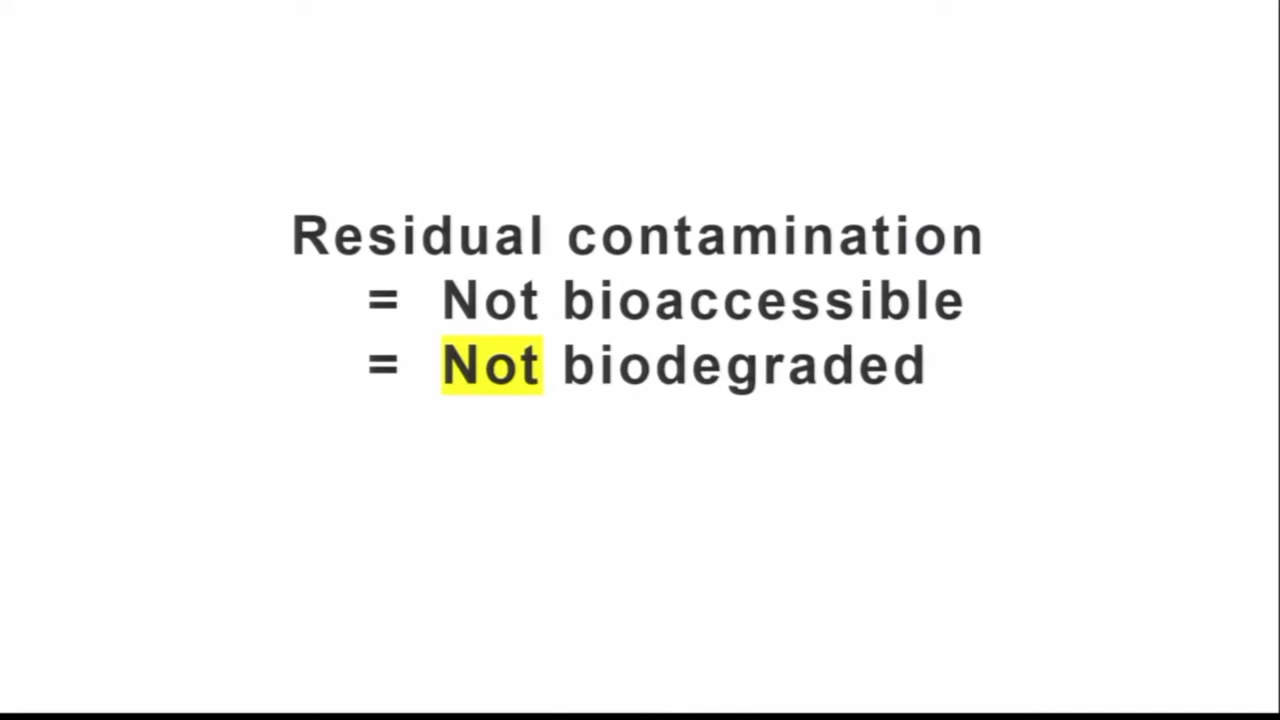 Residual contamination
= Not bioaccessible
= Not biodegraded